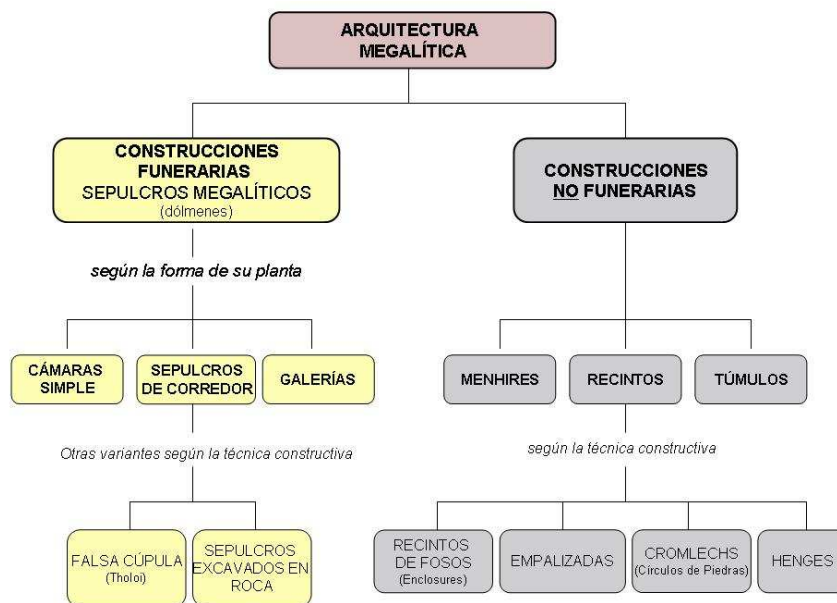 ARQUITECTURA
MEGALÍTICA
CONSTRUCCIONES
FUNERARIAS
SEPULCROS MEGALÍTICOS
(dólmenes)
CONSTRUCCIONES
NO FUNERARIAS
según la forma de su planta
CÁMARAS
SIMPLE
SEPULCROS
DE CORREDOR
GALERÍAS
MENHIRES
RECINTOS
TÚMULOS
Otras variantes según la técnica constructiva
según la técnica constructiva
FALSA CÚPULA
(Tholoi)
SEPULCROS
EXCAVADOS EN
ROCA
RECINTOS
DE FOSOS
(Enclosures)
EMPALIZADAS
CROMLECHS
(Círculos de Piedras)
HENGES